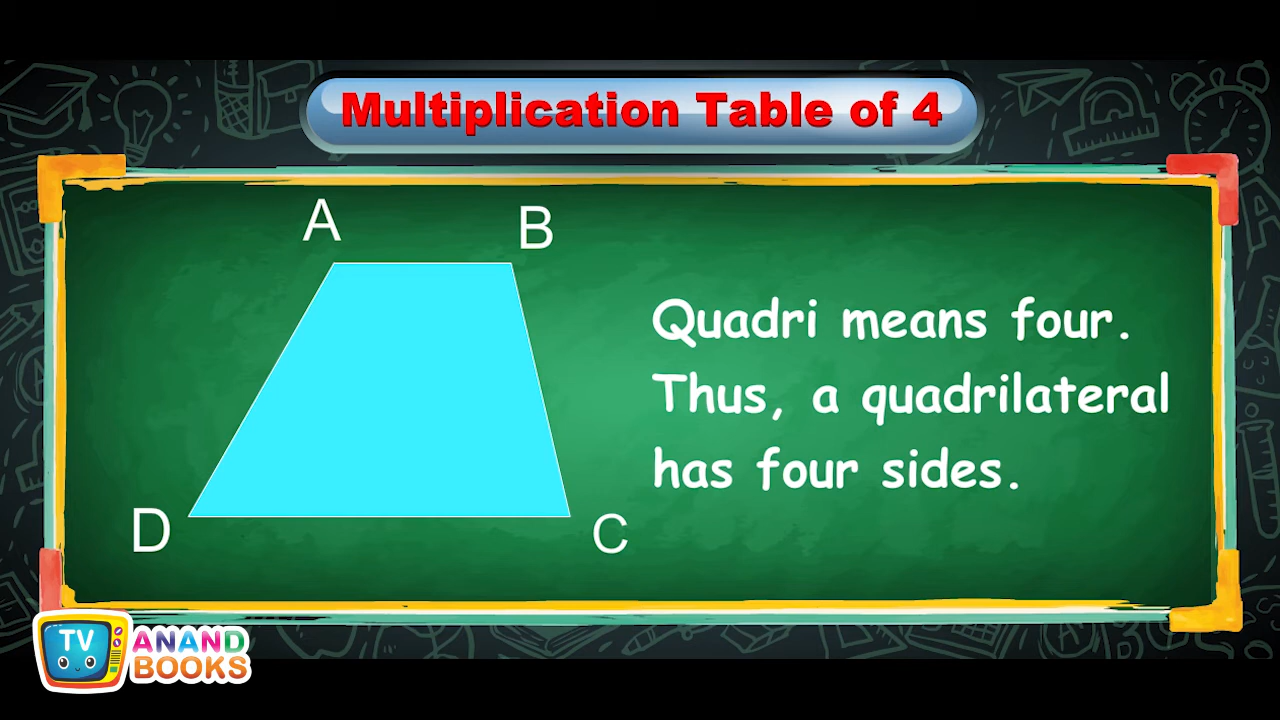 Multiplication Table of 4
A
B
Quadri means four.
Thus, a quadrilateral
has four sides.
D
C
TV
ANAND
BOOKS